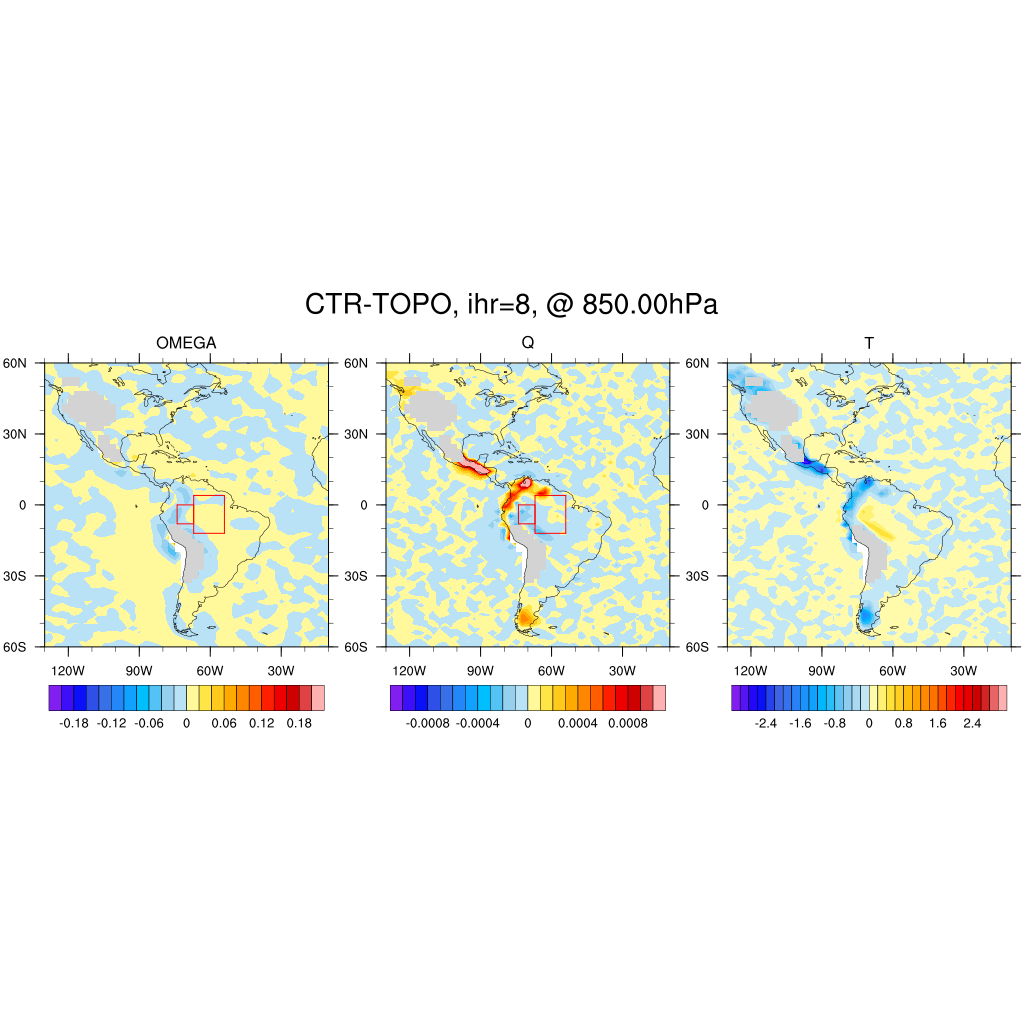 CTR-TOPO, ihr=8, @ 850.00hPa
OMEGA Q T
60N 60N 60N
30N 30N 30N
0 0 0
30S 30S 30S
60S 60S 60S
120W 90W 60W 30W 120W 90W 60W 30W 120W 90W 60W 30W
-0.18 -0.12 -0.06 0 0.06 0.12 0.18 -0.0008 -0.0004 0 0.0004 0.0008 -2.4 -1.6 -0.8 0 0.8 1.6 2.4